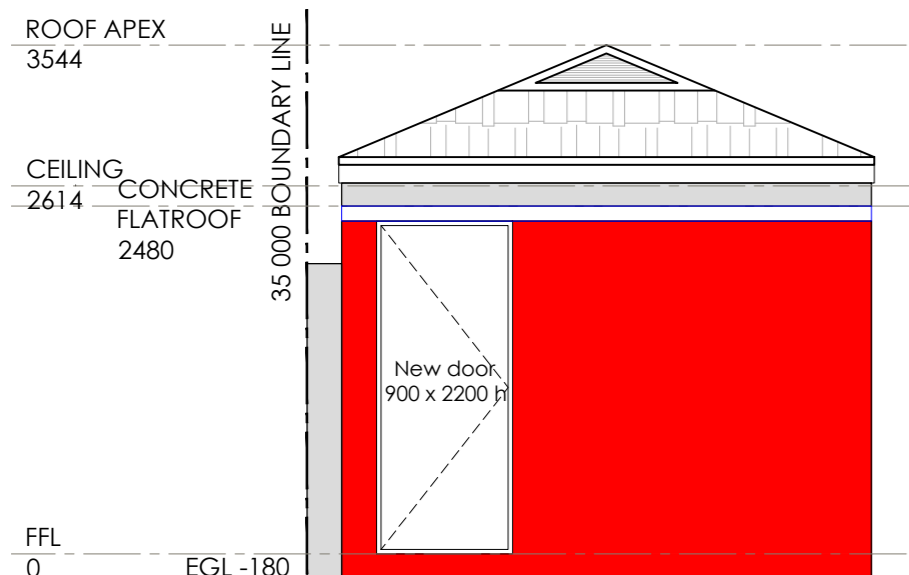 ROOF APEX
3544
35 000 BOUNDARY LINE
CEILING
2614
CONCRETE
FLATROOF
2480
New door
900 x 2200 h
FFL
0
EGL -180